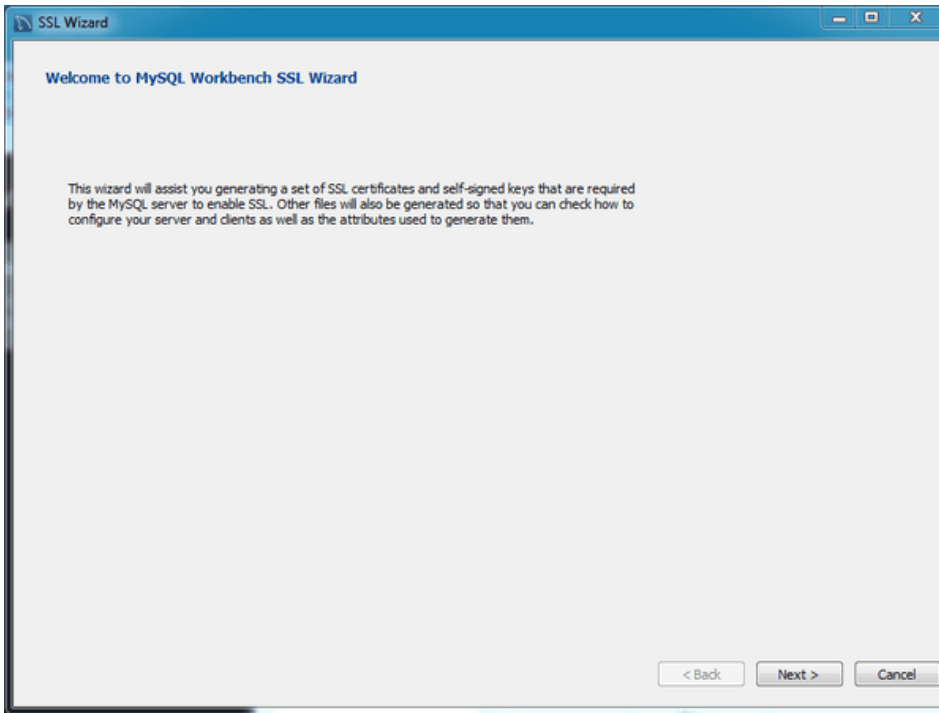 SSL Wizard
Welcome to MySQL Workbench SSL Wizard
This wizard will assist you generating a set of SSL certificates and self-signed keys that are required
by the MySQL server to enable SSL. Other files will also be generated so that you can check how to
configure your server and clients as well as the attributes used to generate them.
< Back Next > Cancel